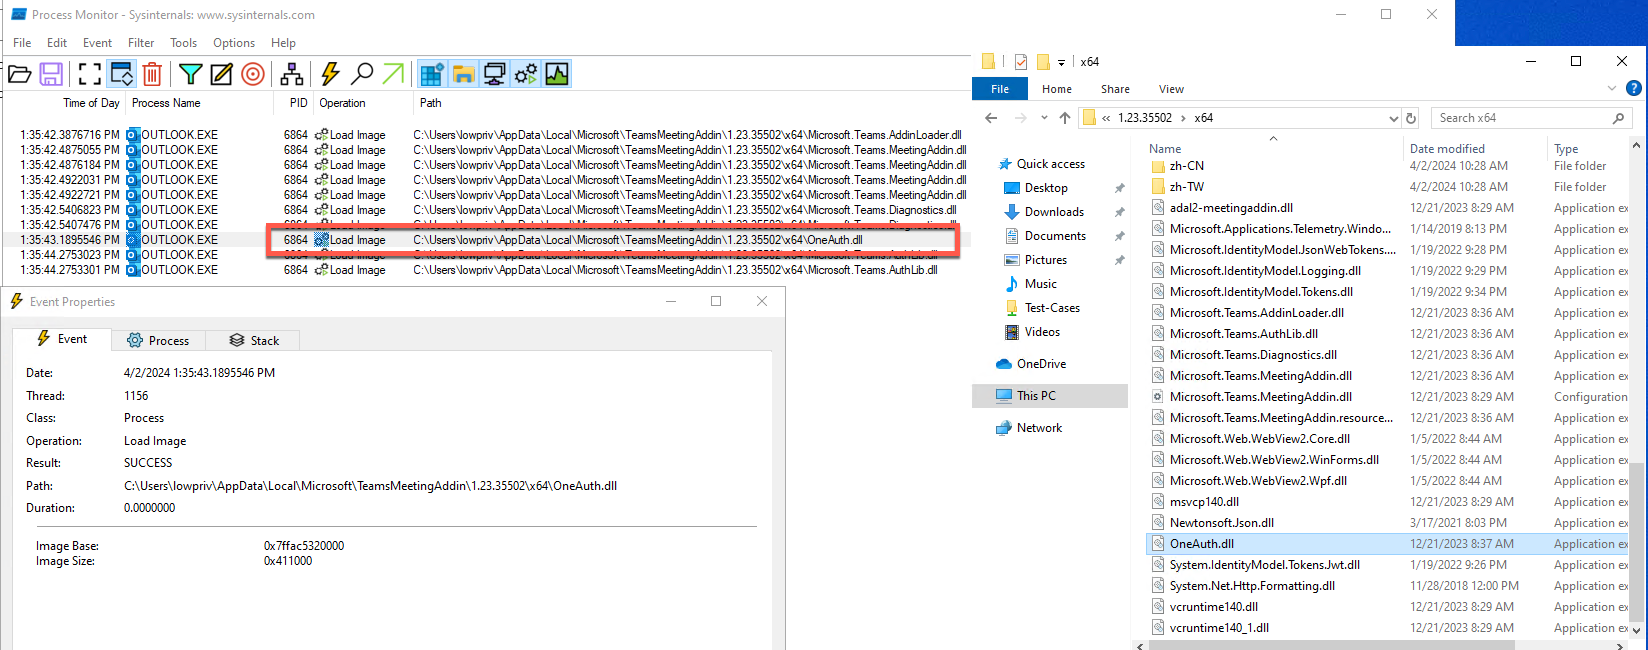 Process Monitor - Sysinternals: www.sysinternals.com
File Edit Event Filter Tools Options Help
Time of Day Process Name PID Operation Path
1:35:42.3876716 PM OUTLOOK.EXE 6864 Load Image C:\Users\lowpriv\AppData\Local\Microsoft\TeamsMeetingAddin\1.23.35502\x64\Microsoft.Teams.AddinLoader.dll
1:35:42.4875055 PM OUTLOOK.EXE 6864 Load Image C:\Users\lowpriv\AppData\Local\Microsoft\TeamsMeetingAddin\1.23.35502\x64\Microsoft.Teams.MeetingAddin.dll
1:35:42.4876184 PM OUTLOOK.EXE 6864 Load Image C:\Users\lowpriv\AppData\Local\Microsoft\TeamsMeetingAddin\1.23.35502\x64\Microsoft.Teams.MeetingAddin.dll
1:35:42.4922031 PM OUTLOOK.EXE 6864 Load Image C:\Users\lowpriv\AppData\Local\Microsoft\TeamsMeetingAddin\1.23.35502\x64\Microsoft.Teams.MeetingAddin.dll
1:35:42.4922721 PM OUTLOOK.EXE 6864 Load Image C:\Users\lowpriv\AppData\Local\Microsoft\TeamsMeetingAddin\1.23.35502\x64\Microsoft.Teams.MeetingAddin.dll
1:35:42.5406823 PM OUTLOOK.EXE 6864 Load Image C:\Users\lowpriv\AppData\Local\Microsoft\TeamsMeetingAddin\1.23.35502\x64\Microsoft.Teams.Diagnostics.dll
1:35:42.5407476 PM OUTLOOK.EXE
1:35:43.1895546 PM OUTLOOK.EXE 6864 Load Image C:\Users\lowpriv\AppData\Local\Microsoft\TeamsMeetingAddin\1.23.35502\x64\OneAuth.dll
1:35:44.2753023 PM OUTLOOK.EXE
1:35:44.2753301 PM OUTLOOK.EXE 6864 Load Image C:\Users\lowpriv\AppData\Local\Microsoft\TeamsMeetingAddin\1.23.35502\x64\Microsoft.Teams.AuthLib.dll
Event Properties
Event Process Stack
Date: 4/2/2024 1:35:43.1895546 PM
Thread: 1156
Class: Process
Operation: Load Image
Result: SUCCESS
Path: C:\Users\lowpriv\AppData\Local\Microsoft\TeamsMeetingAddin\1.23.35502\x64\OneAuth.dll
Duration: 0.0000000
Image Base: 0x7ffac5320000
Image Size: 0x411000
x64
File Home Share View
« 1.23.35502 › x64
Search x64
Quick access
Desktop
Downloads
Documents
Pictures
Music
Test-Cases
Videos
OneDrive
This PC
Network
Name Date modified Type
zh-CN 4/2/2024 10:28 AM File folder
zh-TW 4/2/2024 10:28 AM File folder
adal2-meetingaddin.dll 12/21/2023 8:29 AM Application ex
Microsoft.Applications.Telemetry.Windo... 1/14/2019 8:13 PM Application ex
Microsoft.IdentityModel.JsonWebTokens.... 1/19/2022 9:28 PM Application ex
Microsoft.IdentityModel.Logging.dll 1/19/2022 9:29 PM Application ex
Microsoft.IdentityModel.Tokens.dll 1/19/2022 9:34 PM Application ex
Microsoft.Teams.AddinLoader.dll 12/21/2023 8:36 AM Application ex
Microsoft.Teams.AuthLib.dll 12/21/2023 8:36 AM Application ex
Microsoft.Teams.Diagnostics.dll 12/21/2023 8:36 AM Application ex
Microsoft.Teams.MeetingAddin.dll 12/21/2023 8:36 AM Application ex
Microsoft.Teams.MeetingAddin.dll 12/21/2023 8:29 AM Configuration
Microsoft.Teams.MeetingAddin.resource... 12/21/2023 8:36 AM Application ex
Microsoft.Web.WebView2.Core.dll 1/5/2022 8:44 AM Application ex
Microsoft.Web.WebView2.WinForms.dll 1/5/2022 8:44 AM Application ex
Microsoft.Web.WebView2.Wpf.dll 1/5/2022 8:44 AM Application ex
msvcp140.dll 12/21/2023 8:29 AM Application ex
Newtonsoft.Json.dll 3/17/2021 8:03 PM Application ex
OneAuth.dll 12/21/2023 8:37 AM Application ex
System.IdentityModel.Tokens.Jwt.dll 1/19/2022 9:26 PM Application ex
System.Net.Http.Formatting.dll 11/28/2018 12:00 PM Application ex
vcruntime140.dll 12/21/2023 8:29 AM Application ex
vcruntime140_1.dll 12/21/2023 8:29 AM Application ex